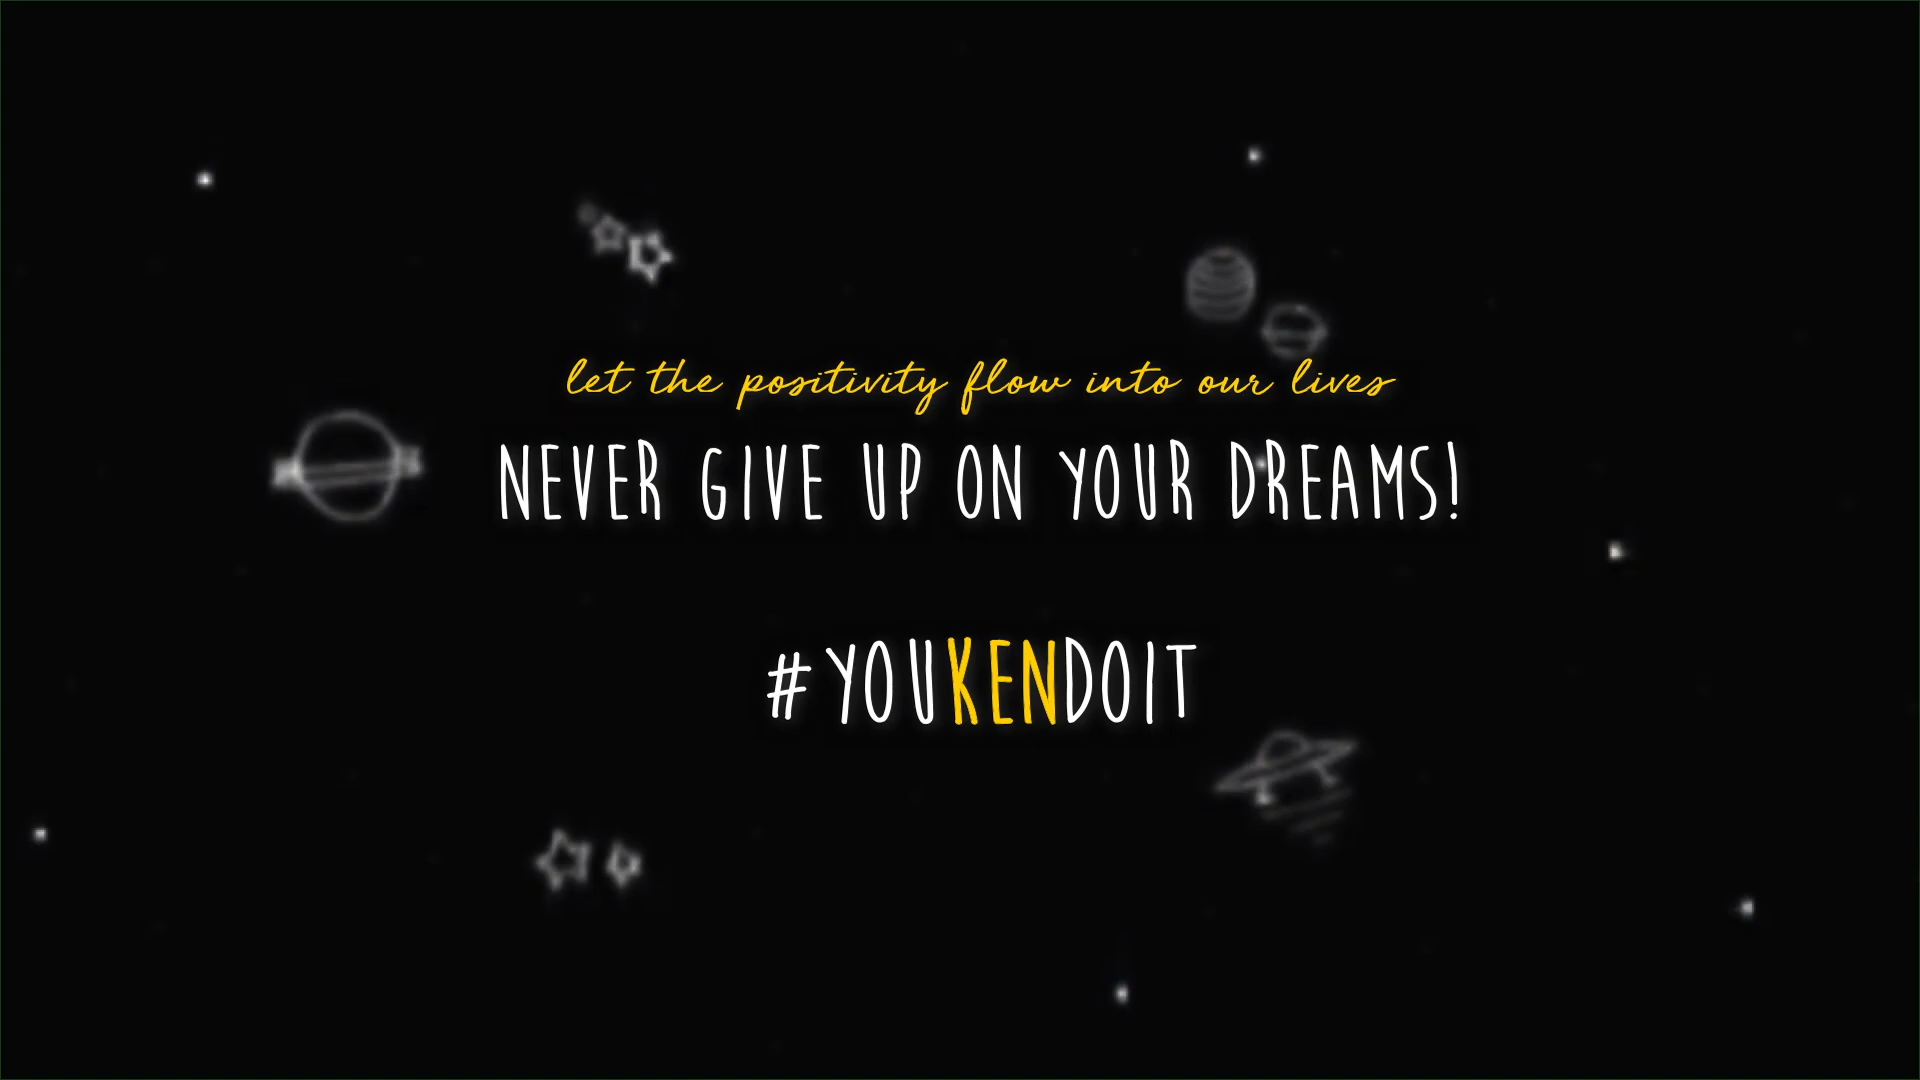 let the positivity flow into our lives
NEVER GIVE UP ON YOUR DREAMS!
#YOUKENDOIT